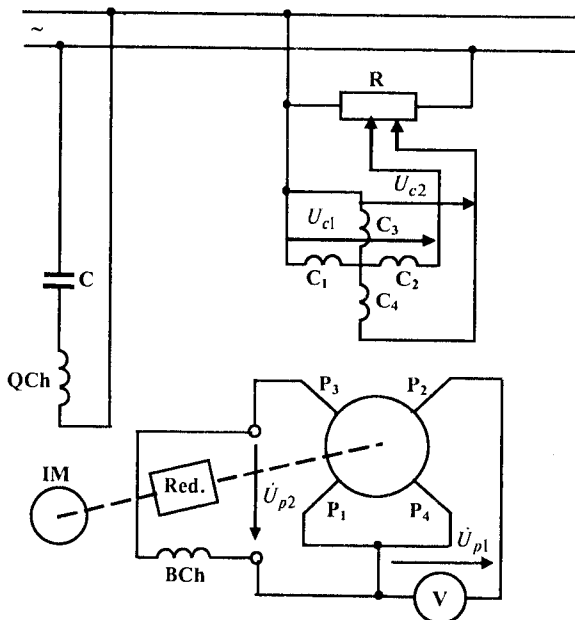 ~
R
U_c2
U_c1
C_3
C_1
C_2
C
C_4
QCh
P_3
P_2
IM
Red.
U̇_p2
P_1
P_4
U̇_p1
BCh
V